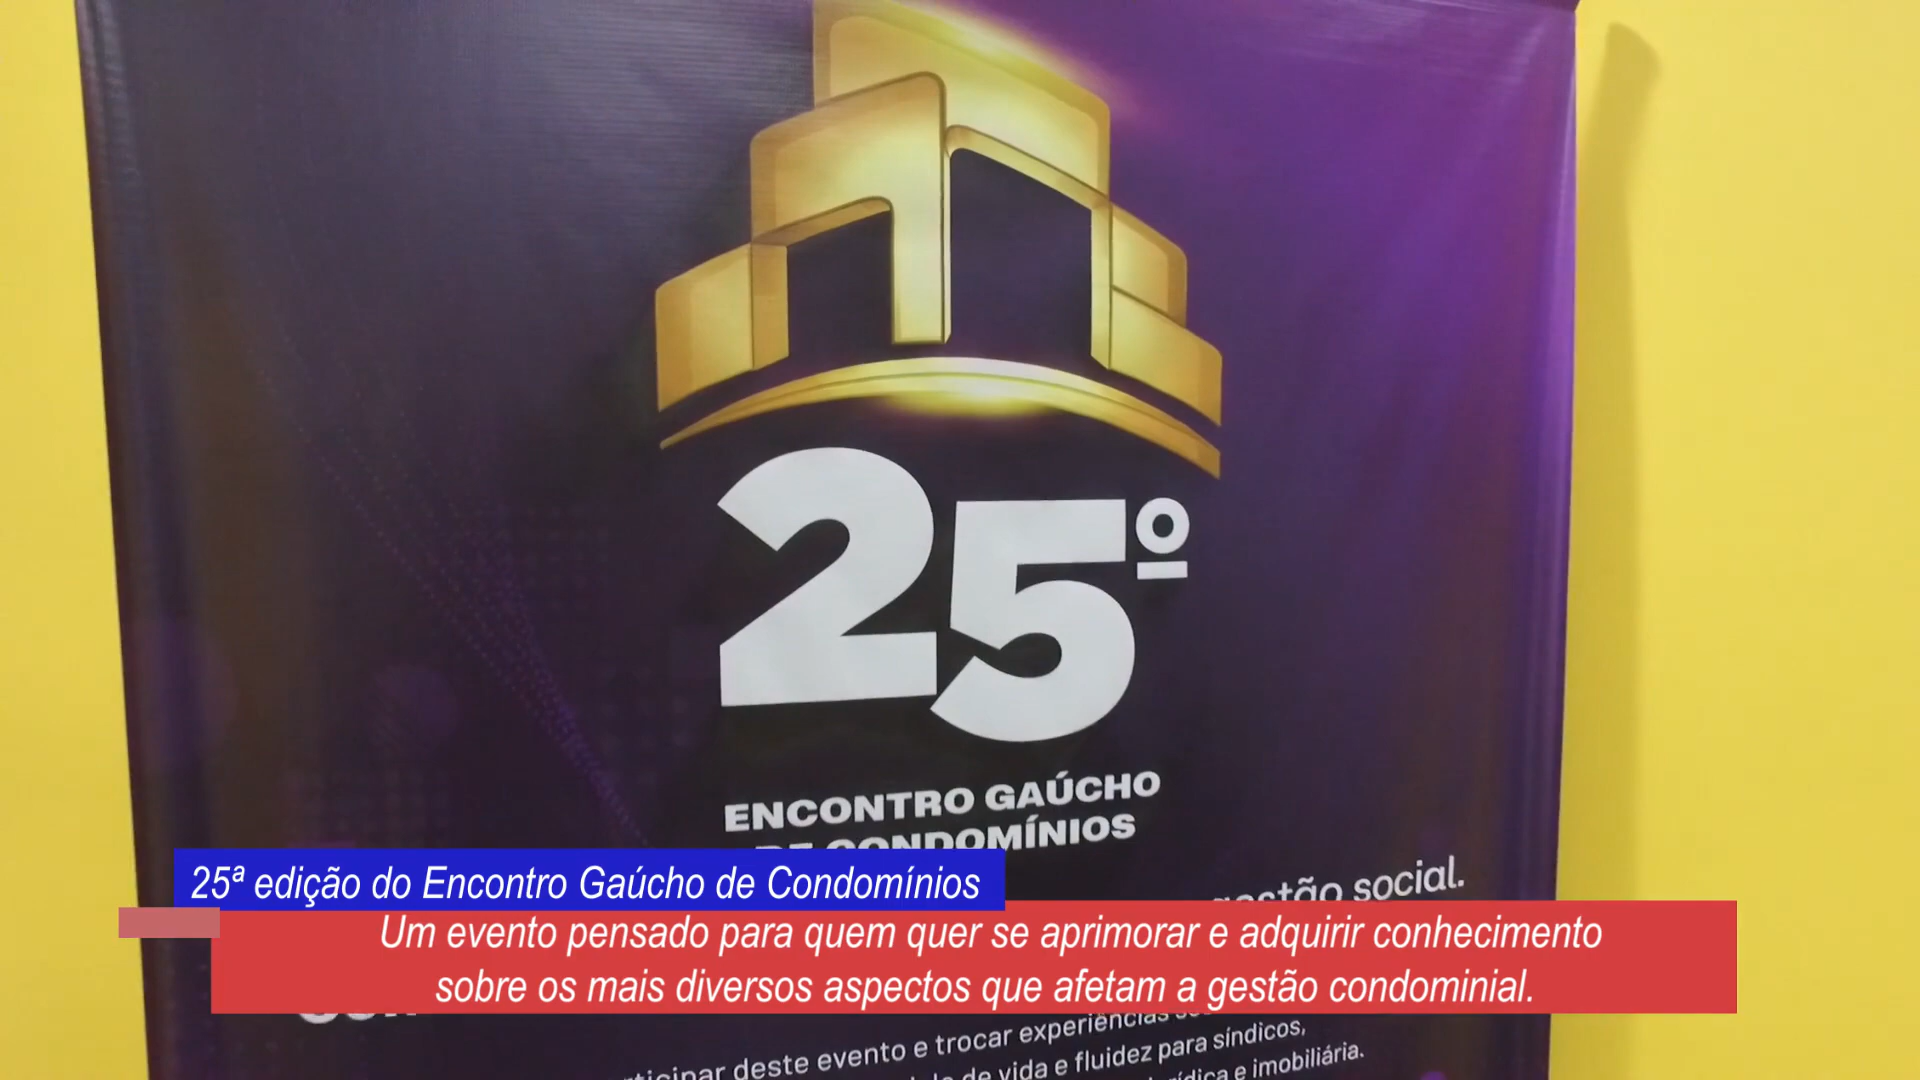 25º
ENCONTRO GAÚCHO
DE CONDOMÍNIOS
gestão social.
25ª edição do Encontro Gaúcho de Condomínios
Um evento pensado para quem quer se aprimorar e adquirir conhecimento
sobre os mais diversos aspectos que afetam a gestão condominial.
deste evento e trocar experiências
de vida e fluidez para síndicos,
e imobiliária.